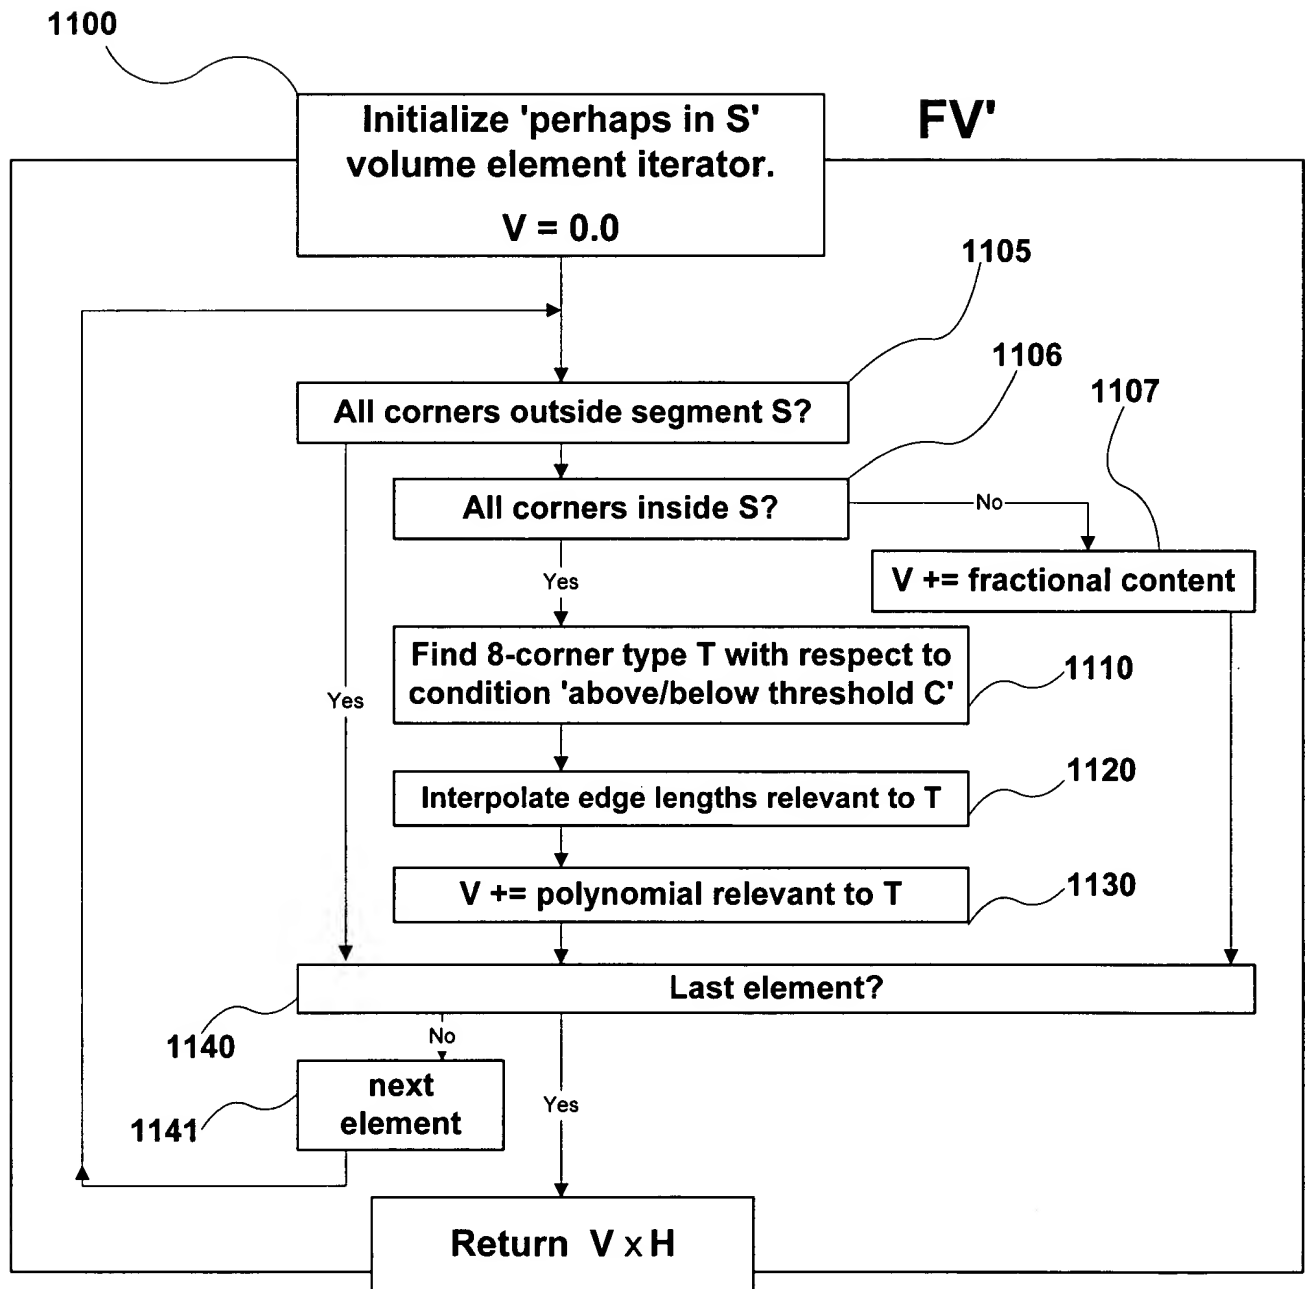 1100
Initialize 'perhaps in S'
volume element iterator.
V = 0.0
FV'
1105
All corners outside segment S?
1106
All corners inside S?
No
1107
V += fractional content
Yes
Find 8-corner type T with respect to
condition 'above/below threshold C'
1110
Yes
Interpolate edge lengths relevant to T
1120
V += polynomial relevant to T
1130
Last element?
1140
No
next
element
1141
Yes
Return V x H